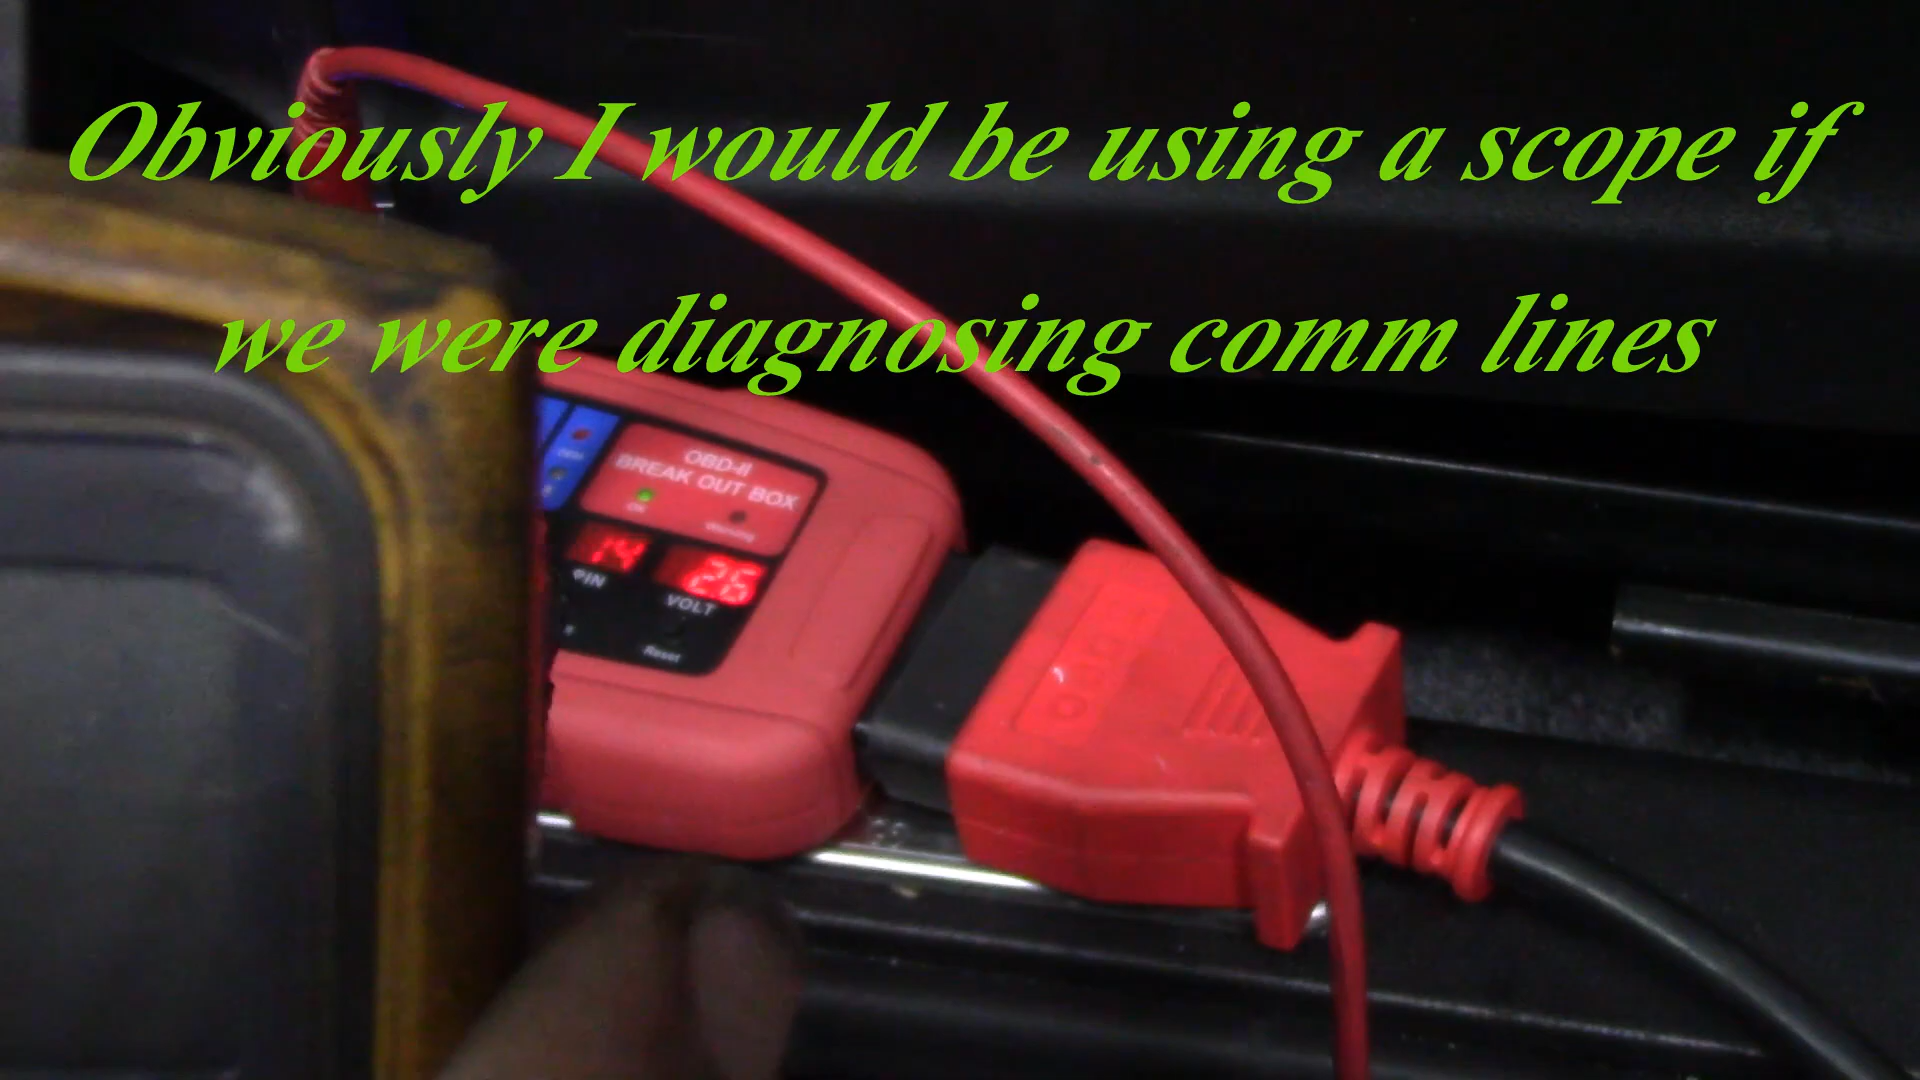 Obviously I would be using a scope if
we were diagnosing comm lines
OBD-II
BREAK OUT BOX
14
26
PIN
VOLT
Reset